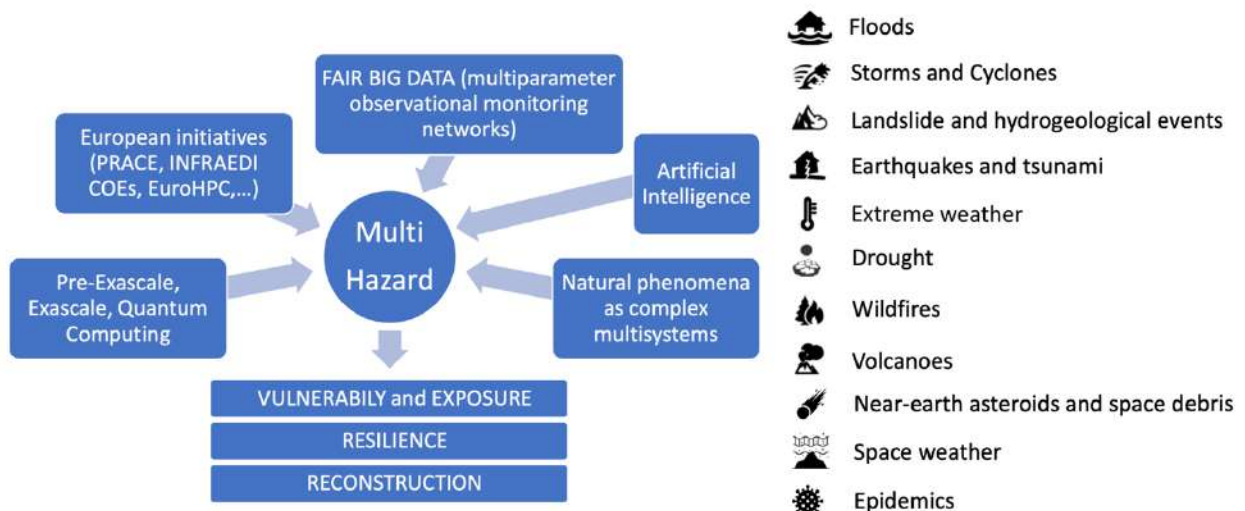 FAIR BIG DATA (multiparameter
observational monitoring
networks)
European initiatives
(PRACE, INFRAEDI
COEs, EuroHPC,...)
Artificial
Intelligence
Multi
Hazard
Pre-Exascale,
Exascale, Quantum
Computing
Natural phenomena
as complex
multisystems
VULNERABILY and EXPOSURE
RESILIENCE
RECONSTRUCTION
Floods
Storms and Cyclones
Landslide and hydrogeological events
Earthquakes and tsunami
Extreme weather
Drought
Wildfires
Volcanoes
Near-earth asteroids and space debris
Space weather
Epidemics